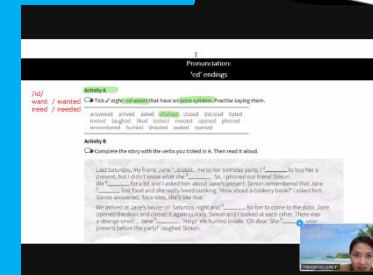 Pronunciation:
'ed' endings
/id/
want / wanted
need / needed
Activity A
Tick ✓ eight -ed words that have an extra syllable. Practise saying them.
answered arrived asked chatted closed decided hated
invited laughed liked looked needed opened phoned
remembered hurried shouted waited wanted
Activity B
Complete the story with the verbs you ticked in A. Then read it aloud.
Last Saturday, my friend Jane ¹ invited me to her birthday party. I ² to buy her a
present, but I didn't know what she ³ . So, I phoned our friend Simon.
We ⁴ for a bit and I asked him about Jane's present. Simon remembered that Jane
fast food and she really loved cooking. 'How about a cookery book?' I asked him.
Simon answered, 'Nice idea, she'd like that.'
We arrived at Jane's house on Saturday night and for her to come to the door. Jane
opened the door and closed it again quickly. Simon and I looked at each other. There was
a strange smell ... Jane 'Help!' We hurried inside. 'Oh dear. She your
present before the party!' laughed Simon.